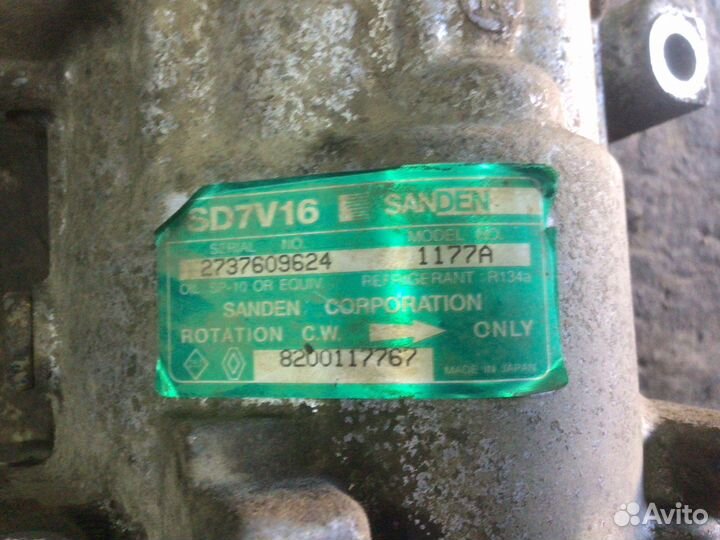 SD7V16 SANDEN
SERIAL NO. MODEL NO.
2737609624 1177A
OIL SP-10 OR EQUIV. REFRIGERANT R134a
SANDEN CORPORATION
ROTATION C.W. ONLY
8200117767 MADE IN JAPAN
Avito